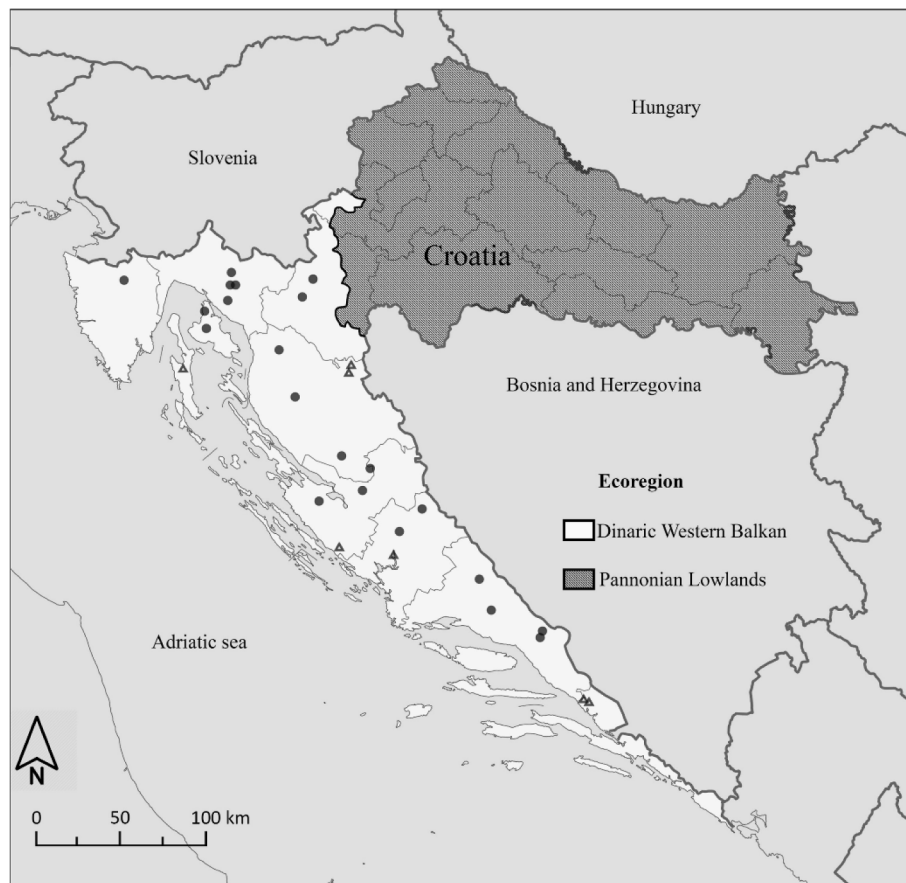 Hungary
Slovenia
Croatia
Bosnia and Herzegovina
Ecoregion
Dinaric Western Balkan
Pannonian Lowlands
Adriatic sea
N
0 50 100 km